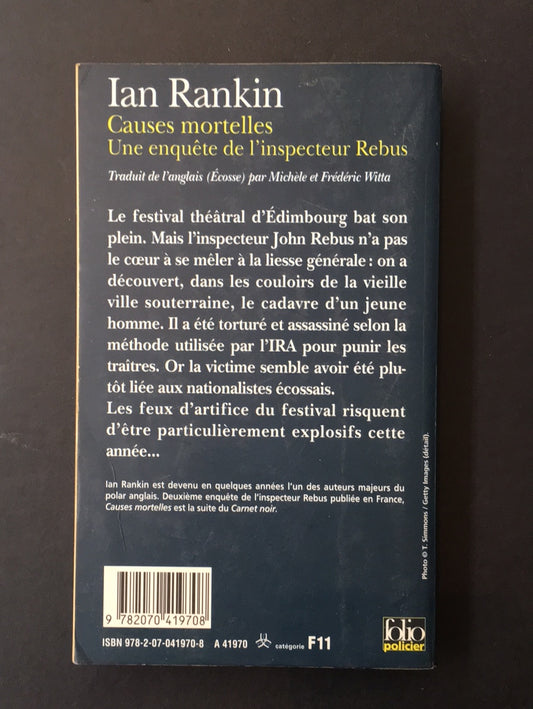 Ian Rankin
Causes mortelles
Une enquête de l'inspecteur Rebus
Traduit de l'anglais (Écosse) par Michèle et Frédéric Witta
Le festival théâtral d'Édimbourg bat son
plein. Mais l'inspecteur John Rebus n'a pas
le cœur à se mêler à la liesse générale : on a
découvert, dans les couloirs de la vieille
ville souterraine, le cadavre d'un jeune
homme. Il a été torturé et assassiné selon la
méthode utilisée par l'IRA pour punir les
traîtres. Or la victime semble avoir été plu-
tôt liée aux nationalistes écossais.
Les feux d'artifice du festival risquent
d'être particulièrement explosifs cette
année...
Ian Rankin est devenu en quelques années l'un des auteurs majeurs du
polar anglais. Deuxième enquête de l'inspecteur Rebus publiée en France,
Causes mortelles est la suite du Carnet noir.
Photo © T. Simmons / Getty Images (détail).
9 782070 419708
ISBN 978-2-07-041970-8 A 41970 catégorie F11
folio
policier